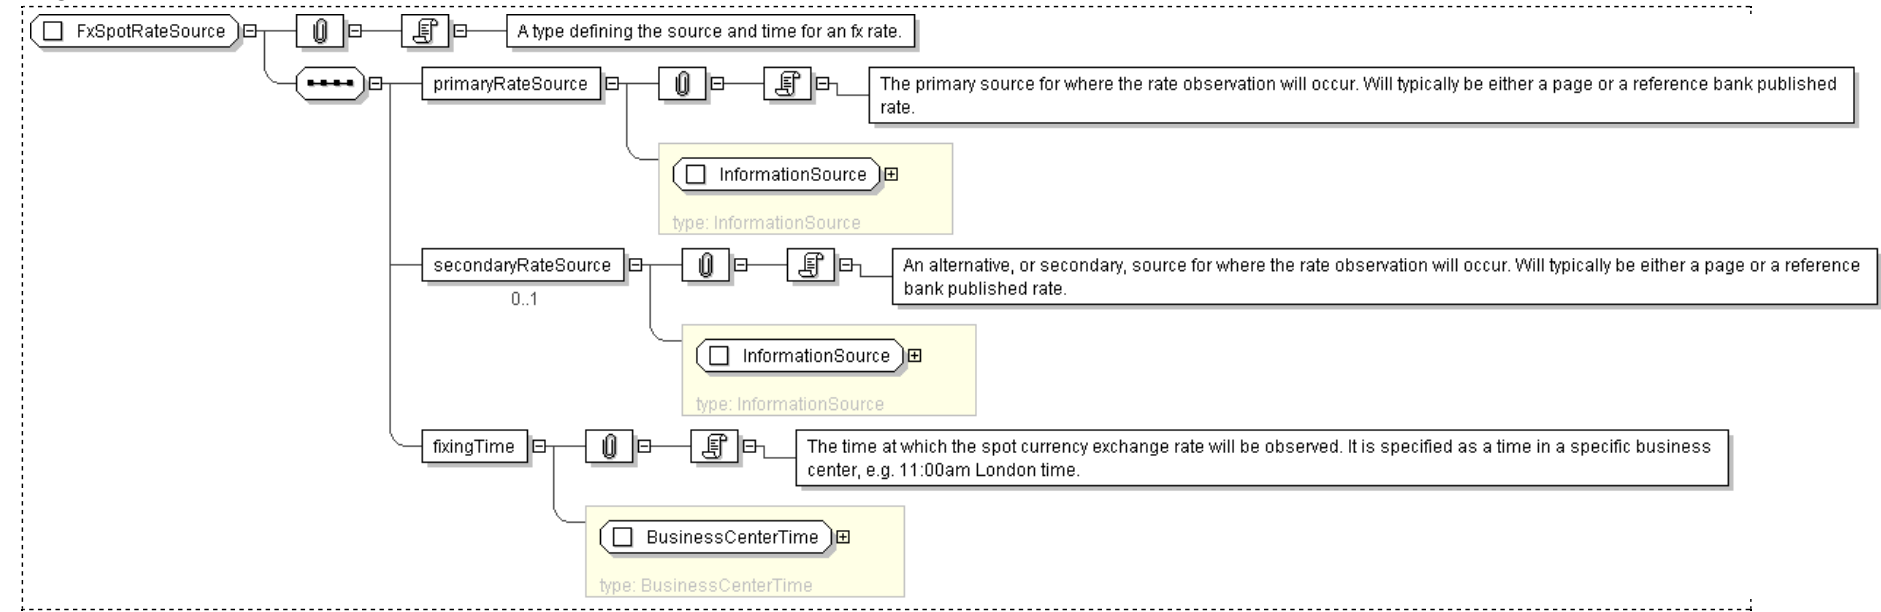 FxSpotRateSource
A type defining the source and time for an fx rate.
primaryRateSource
The primary source for where the rate observation will occur. Will typically be either a page or a reference bank published
rate.
InformationSource
type: InformationSource
secondaryRateSource
0..1
An alternative, or secondary, source for where the rate observation will occur. Will typically be either a page or a reference
bank published rate.
InformationSource
type: InformationSource
fixingTime
The time at which the spot currency exchange rate will be observed. It is specified as a time in a specific business
center, e.g. 11:00am London time.
BusinessCenterTime
type: BusinessCenterTime